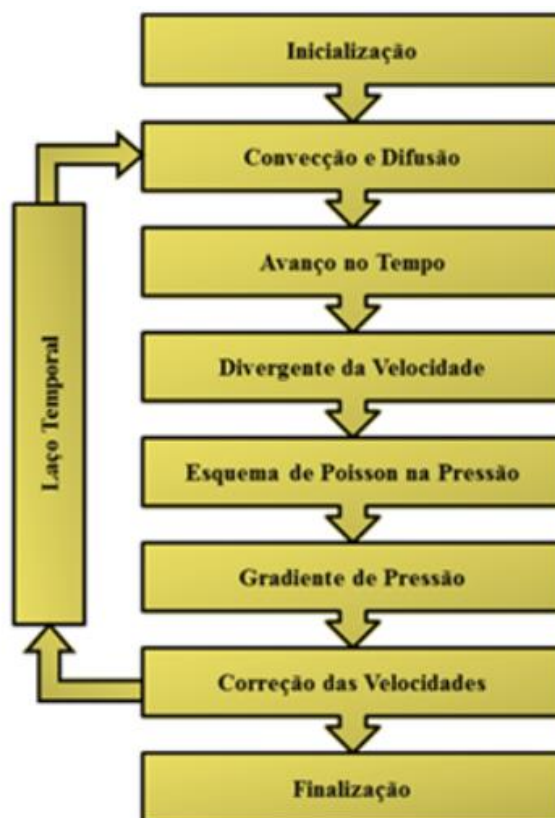 Inicialização
Convecção e Difusão
Avanço no Tempo
Divergente da Velocidade
Esquema de Poisson na Pressão
Gradiente de Pressão
Correção das Velocidades
Finalização
Laço Temporal